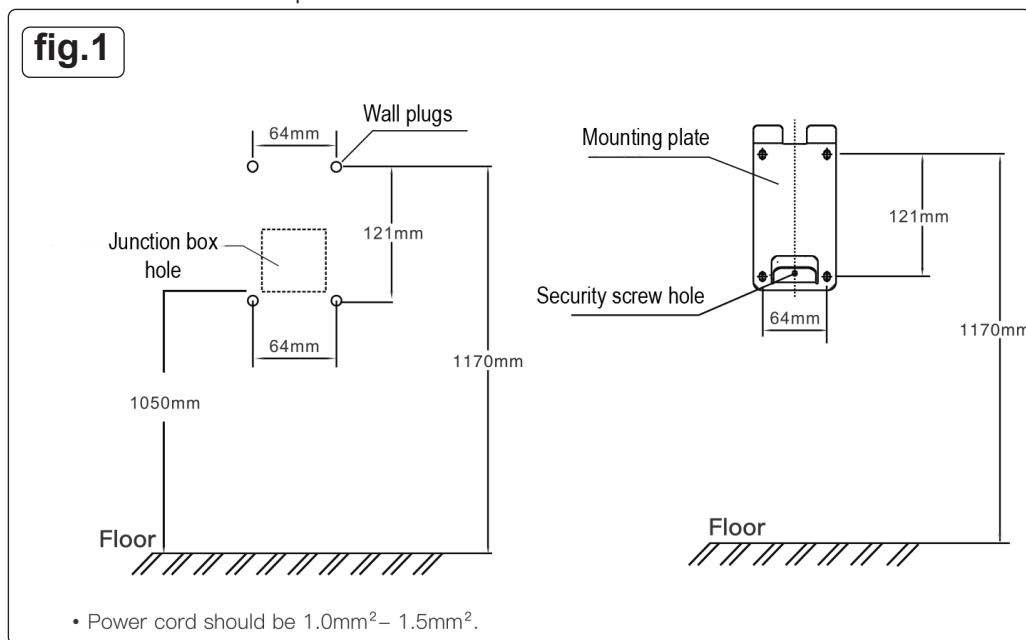 fig.1
Wall plugs
64mm
121mm
Junction box
hole
64mm
1170mm
1050mm
Floor
Mounting plate
121mm
Security screw hole
64mm
1170mm
Floor
• Power cord should be 1.0mm²– 1.5mm².